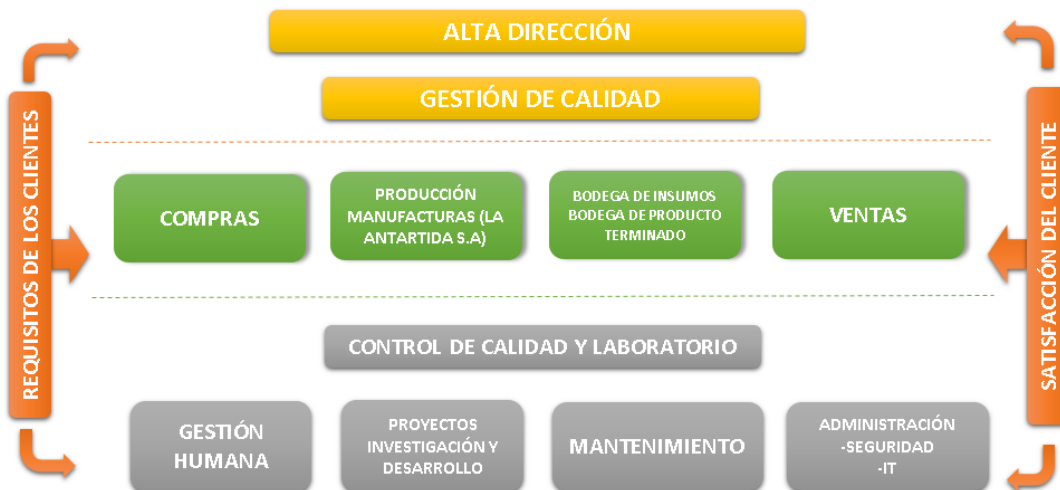 ALTA DIRECCIÓN
GESTIÓN DE CALIDAD
REQUISITOS DE LOS CLIENTES
COMPRAS
PRODUCCIÓN
MANUFACTURAS (LA
ANTARTIDA S.A)
BODEGA DE INSUMOS
BODEGA DE PRODUCTO
TERMINADO
VENTAS
SATISFACCIÓN DEL CLIENTE
CONTROL DE CALIDAD Y LABORATORIO
GESTIÓN
HUMANA
PROYECTOS
INVESTIGACIÓN Y
DESARROLLO
MANTENIMIENTO
ADMINISTRACIÓN
-SEGURIDAD
-IT